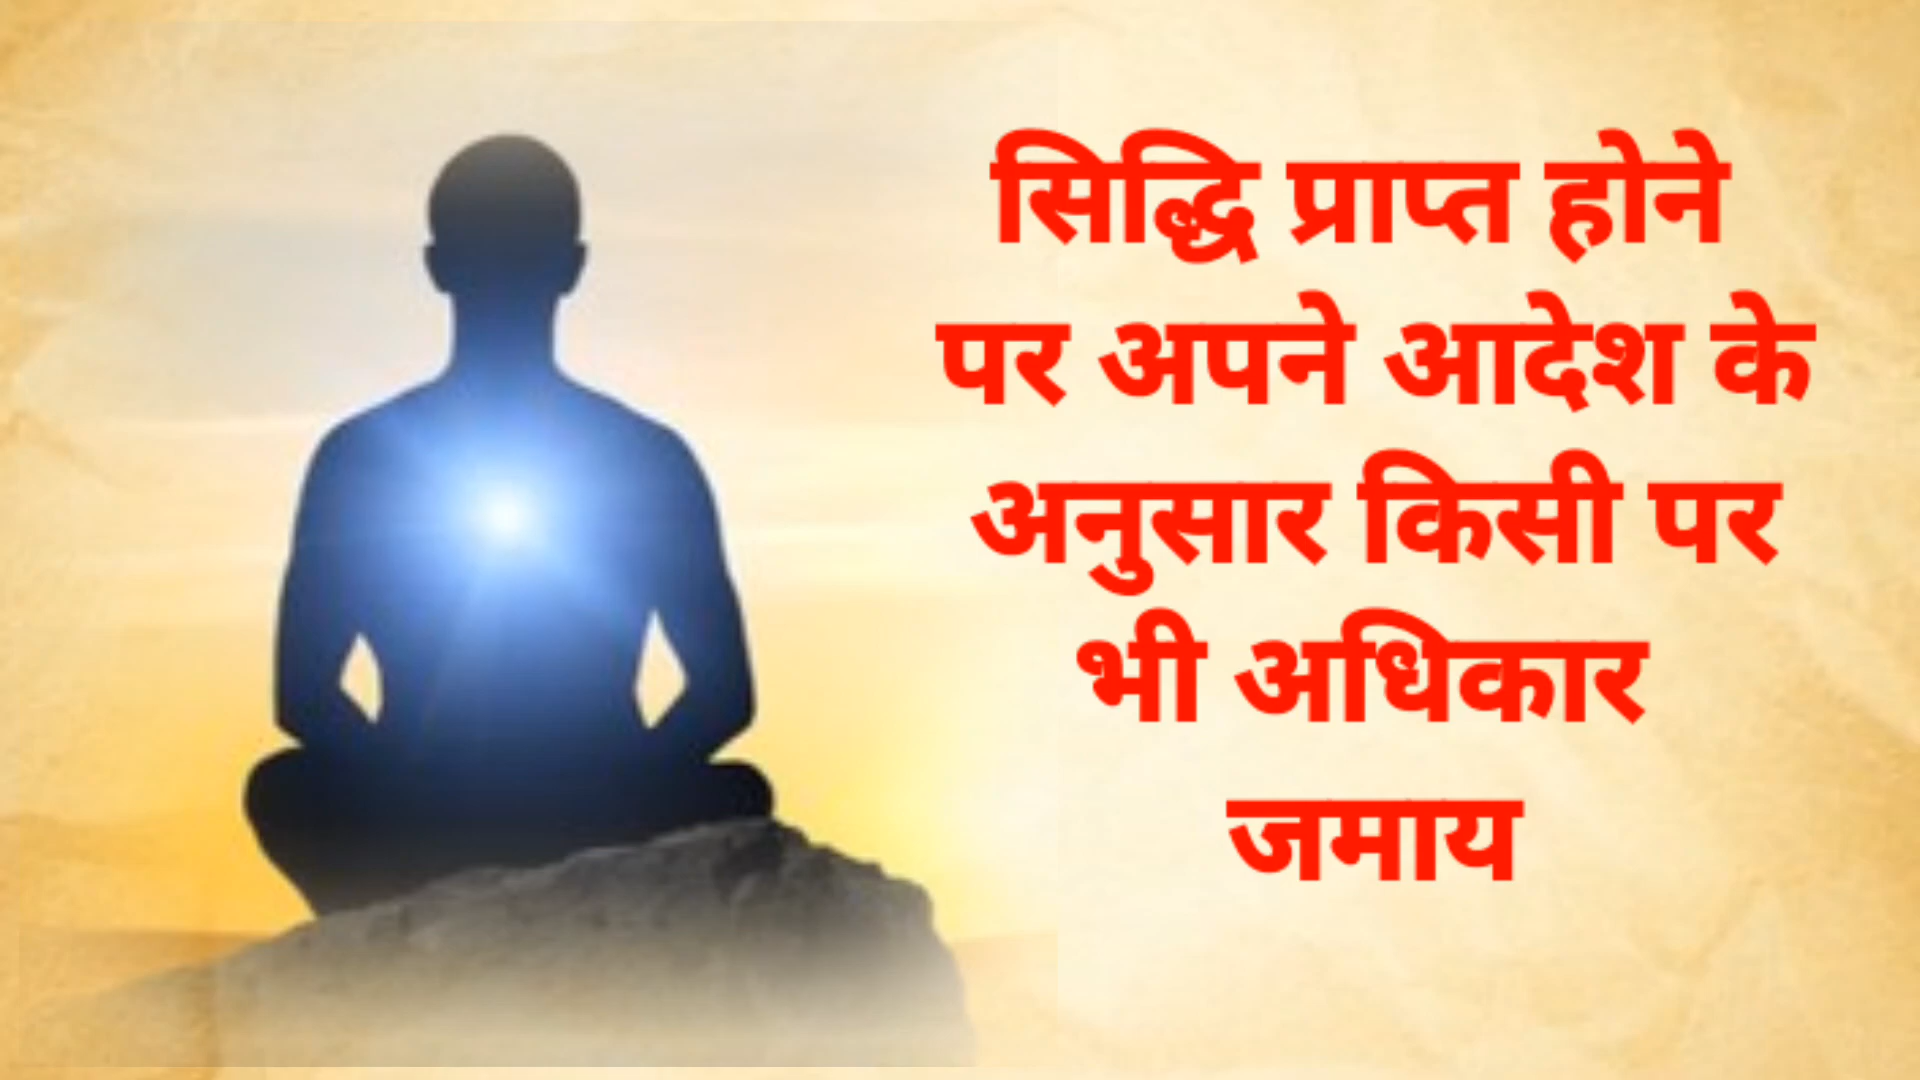 सिद्धि प्राप्त होने
पर अपने आदेश के
अनुसार किसी पर
भी अधिकार
जमाय